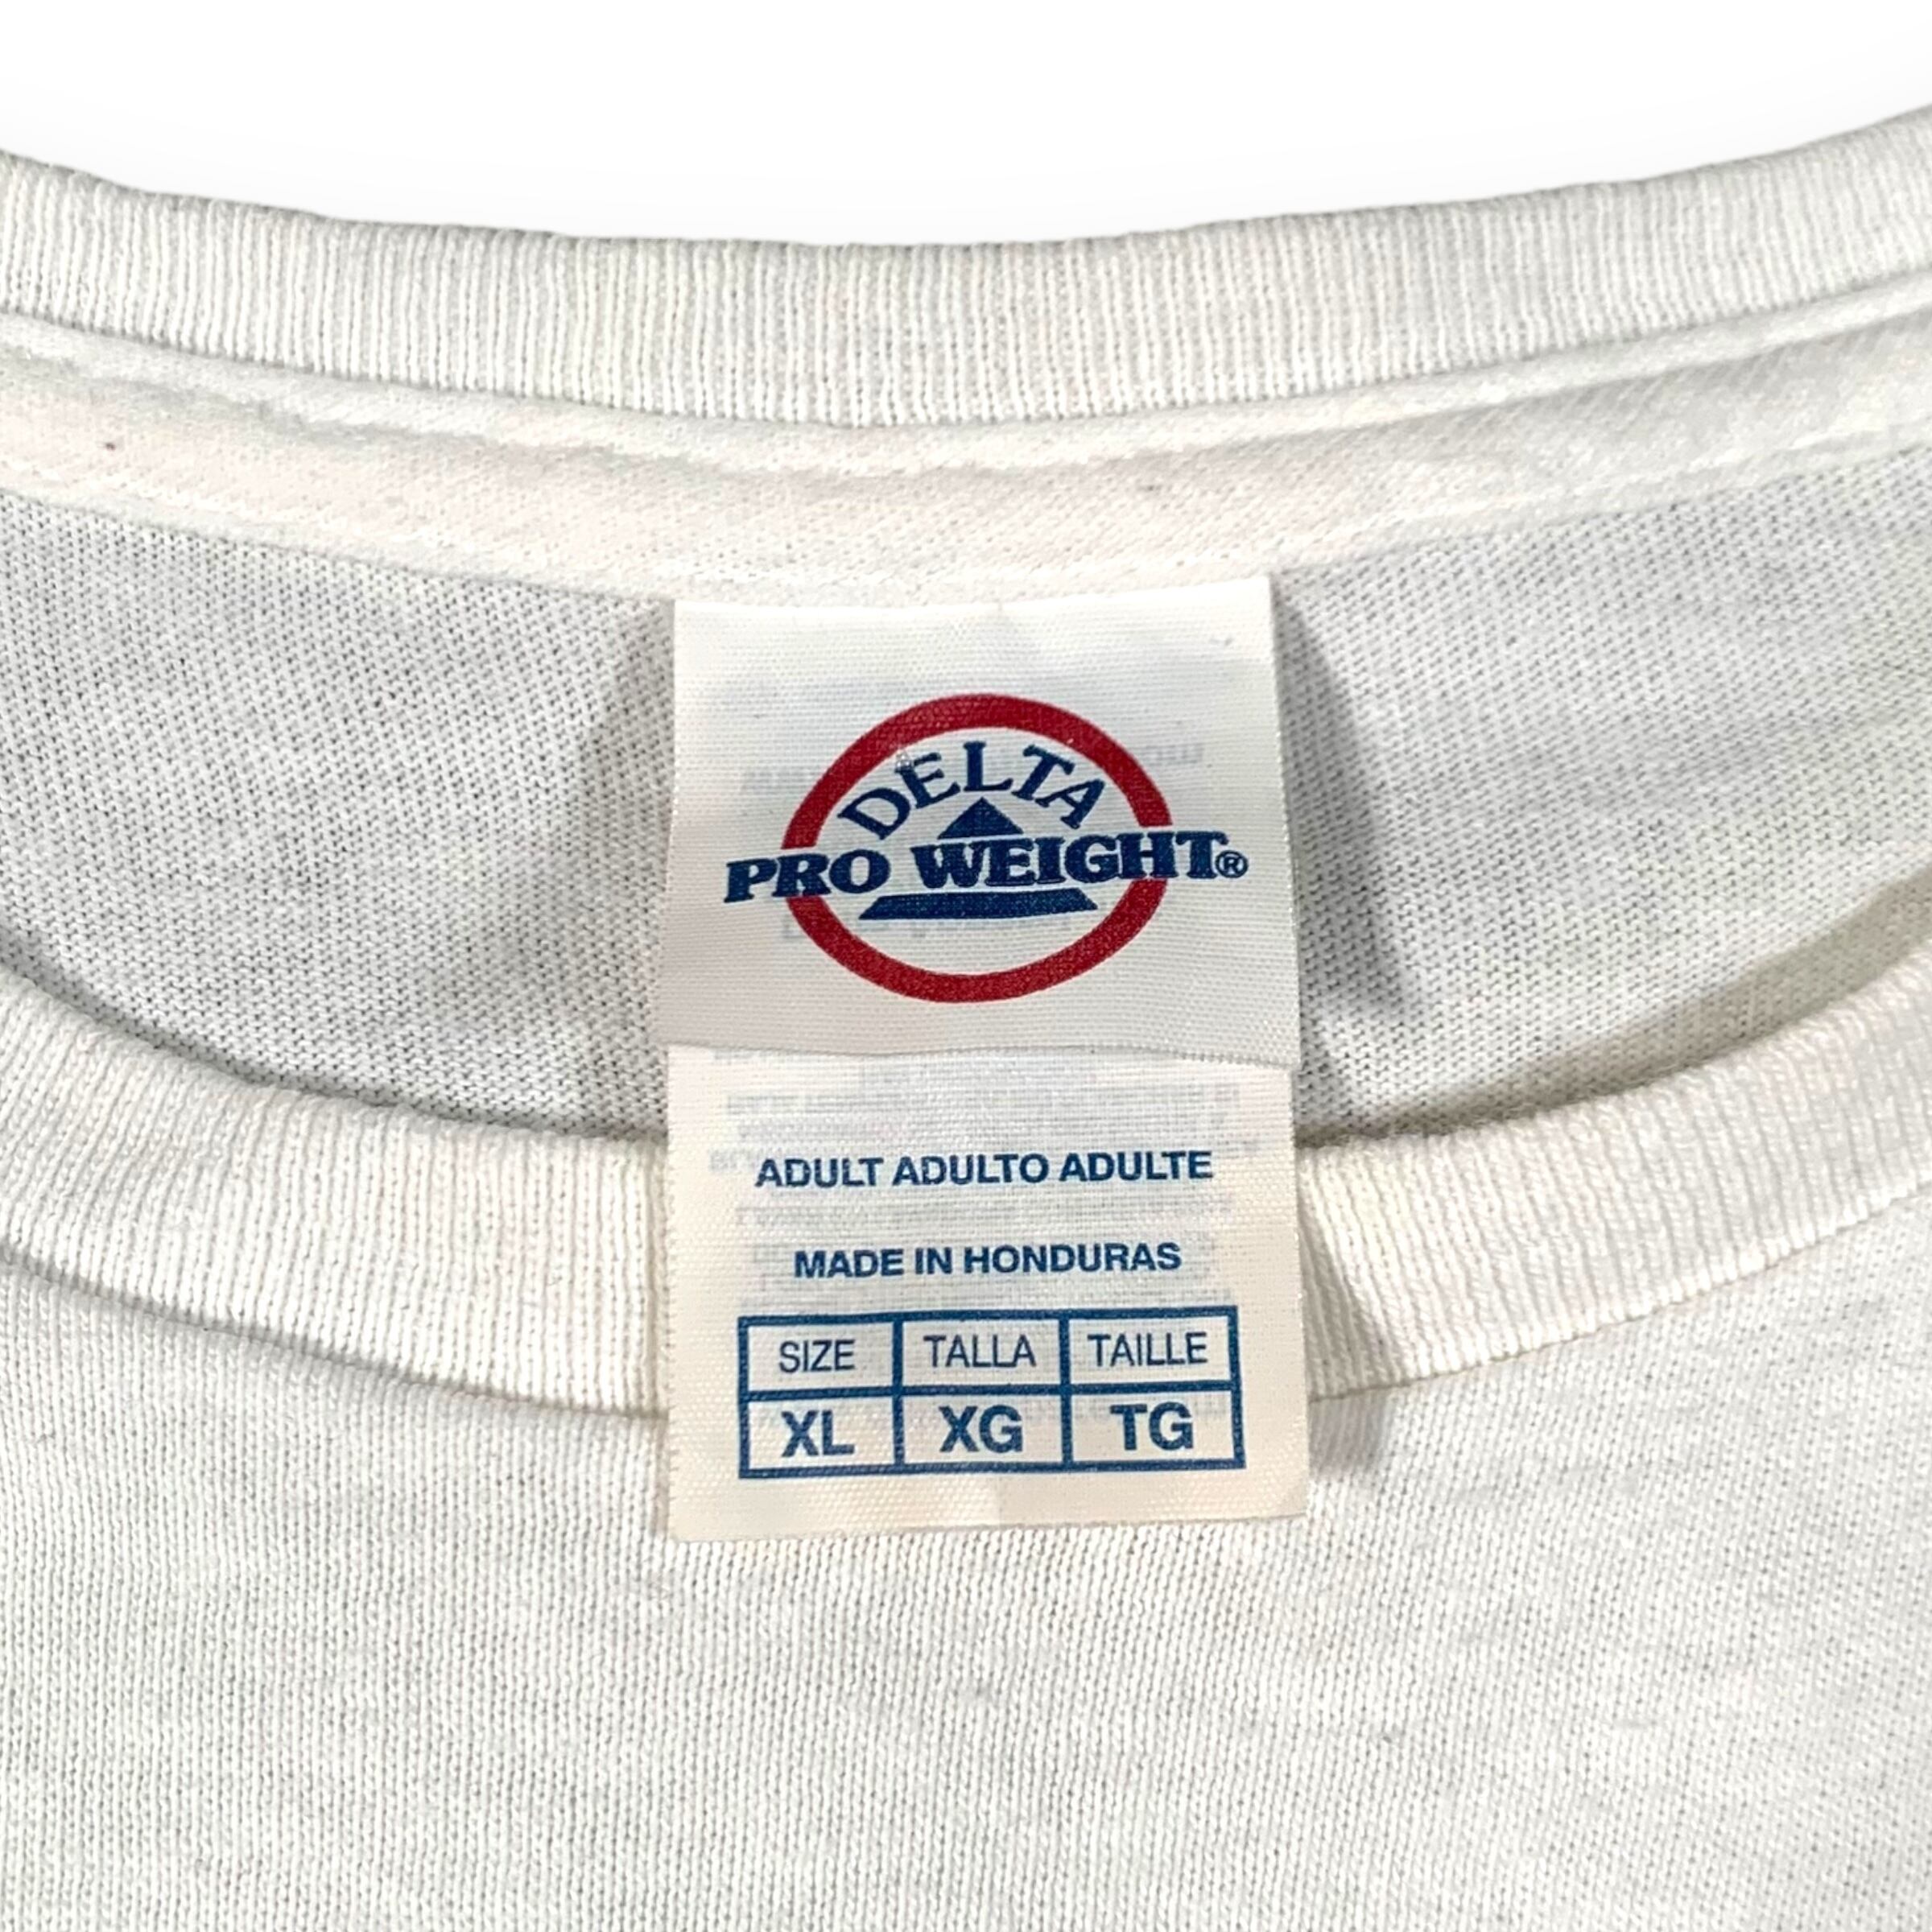 DELTA
PRO WEIGHT®
ADULT ADULTO ADULTE
MADE IN HONDURAS
SIZE TALLA TAILLE
XL XG TG